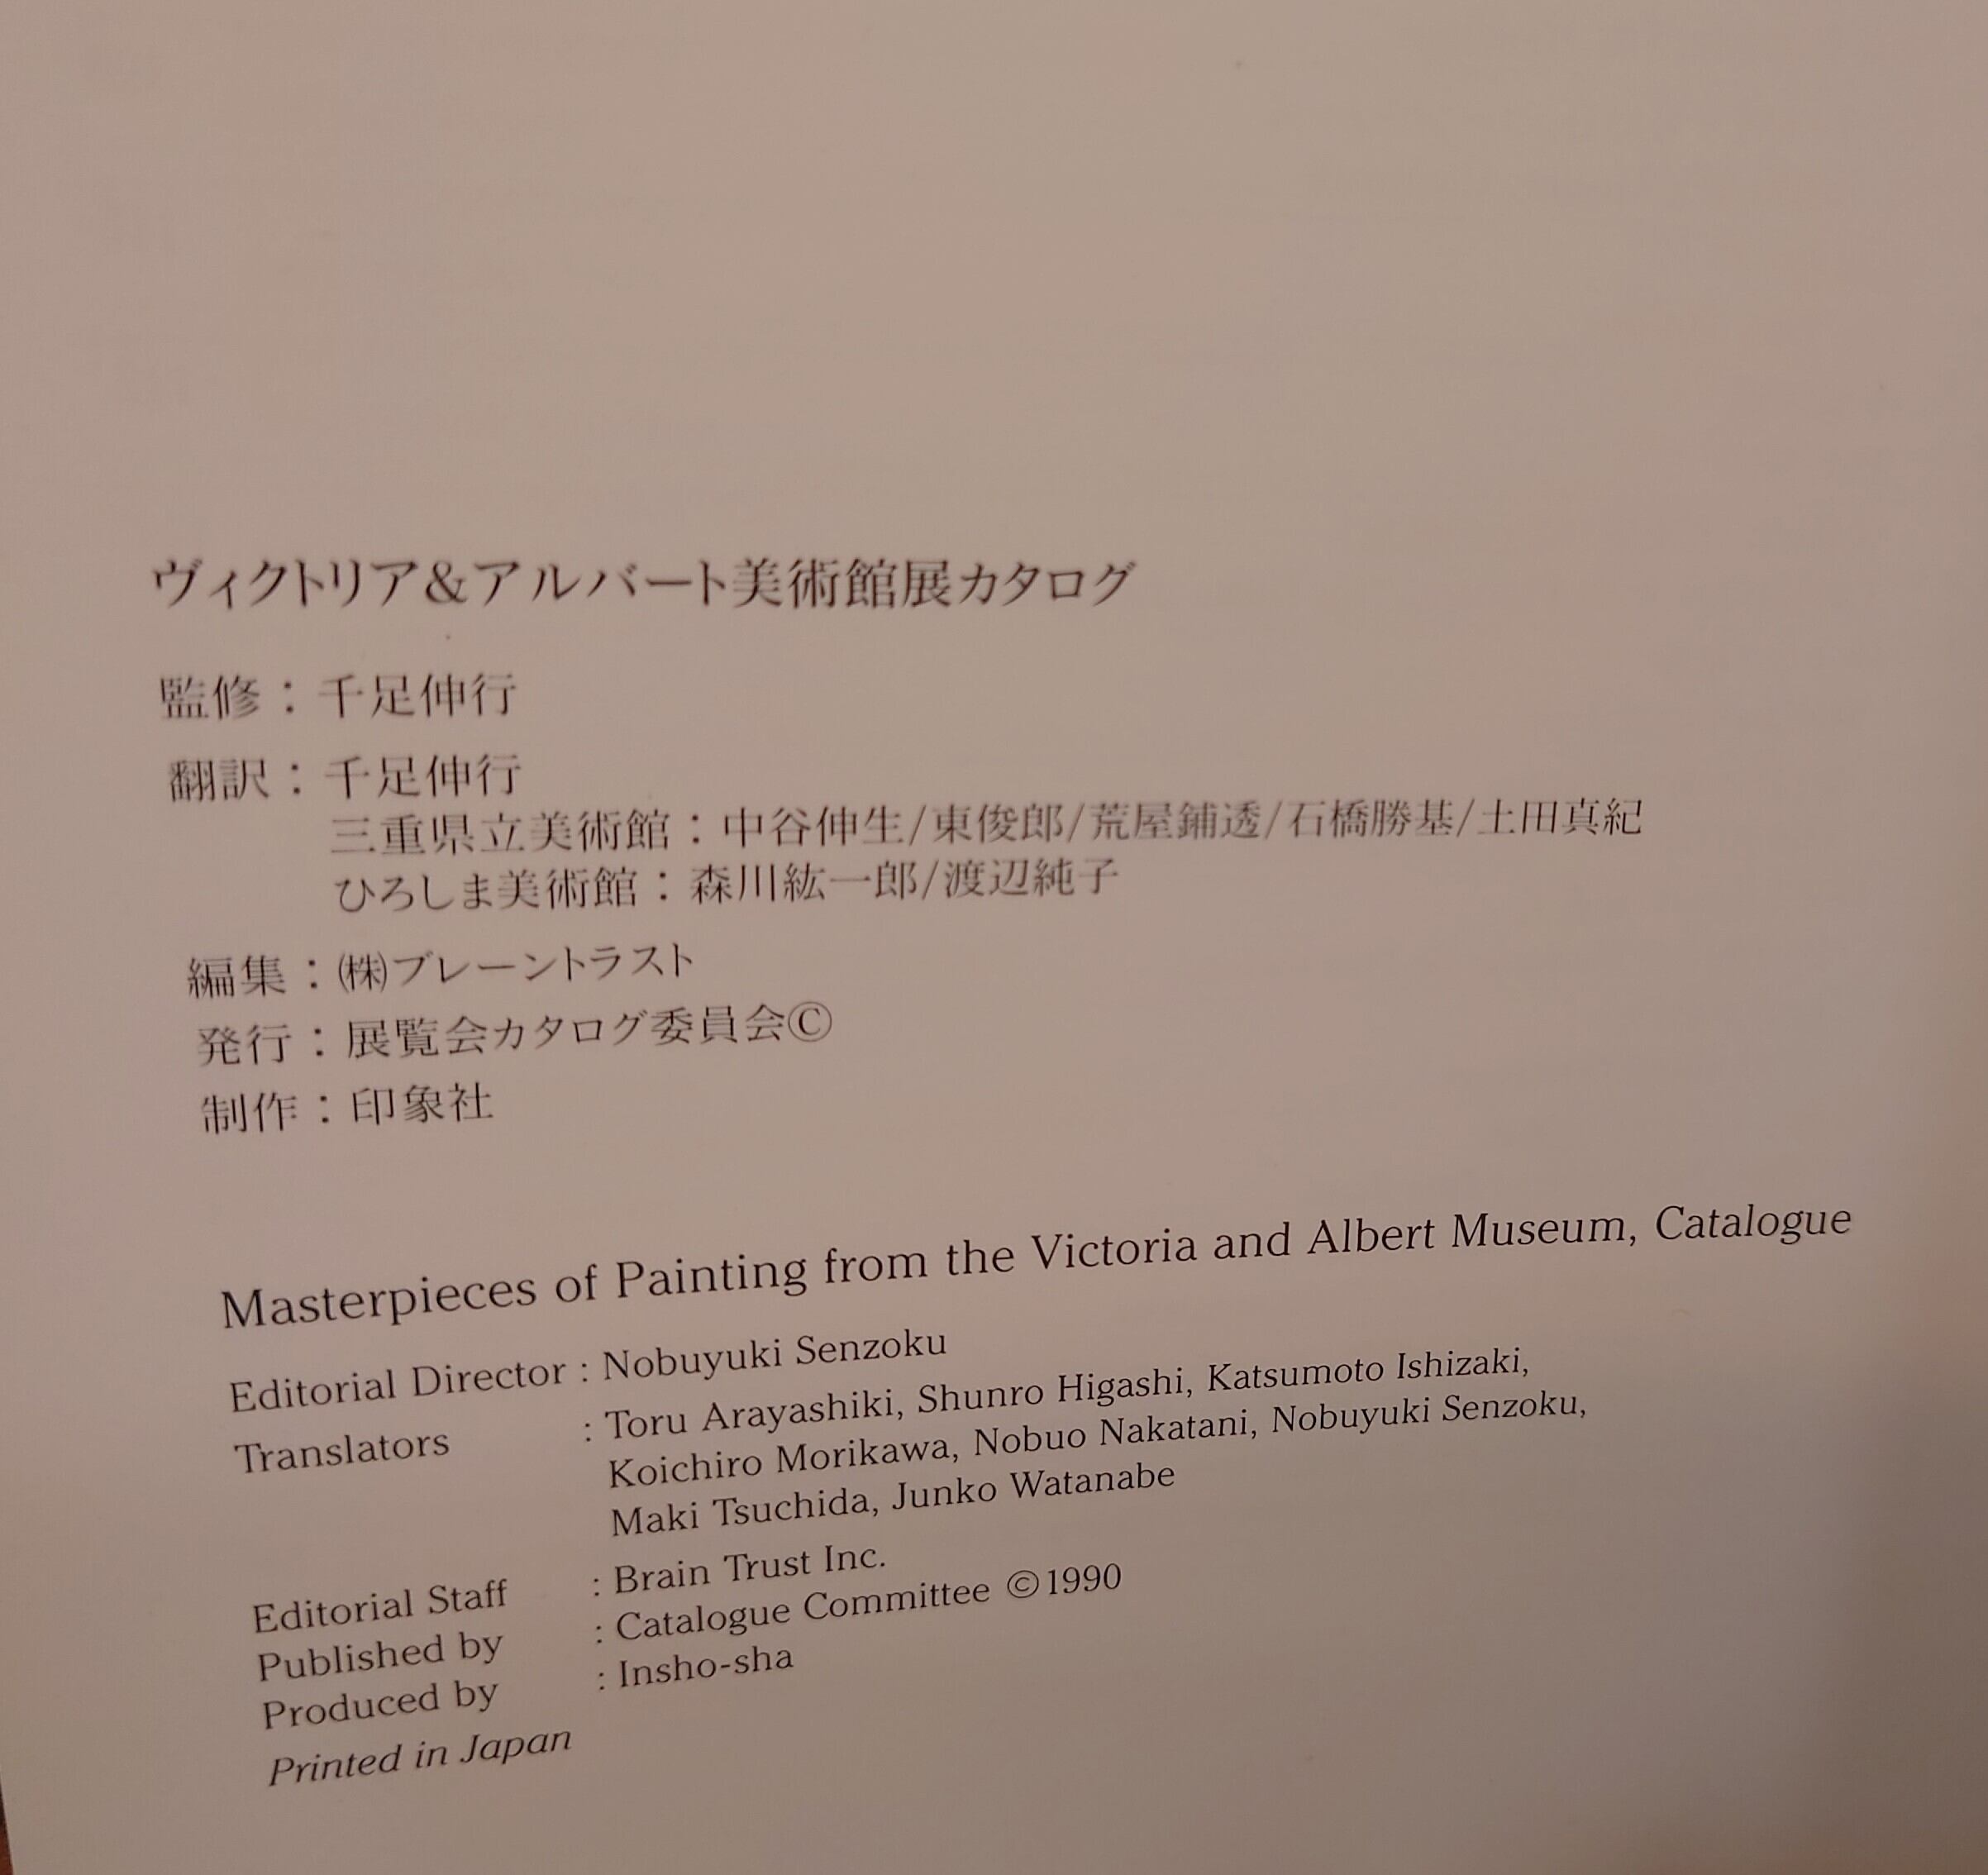 ヴィクトリア&アルバート美術館展カタログ
監修：千足伸行
翻訳：千足伸行
三重県立美術館：中谷伸生/東俊郎/荒屋鋪透/石橋勝基/土田真紀
ひろしま美術館：森川紘一郎/渡辺純子
編集：㈱ブレーントラスト
発行：展覧会カタログ委員会Ⓒ
制作：印象社
Masterpieces of Painting from the Victoria and Albert Museum, Catalogue
Editorial Director : Nobuyuki Senzoku
Translators : Toru Arayashiki, Shunro Higashi, Katsumoto Ishizaki,
Koichiro Morikawa, Nobuo Nakatani, Nobuyuki Senzoku,
Maki Tsuchida, Junko Watanabe
Editorial Staff : Brain Trust Inc.
Published by : Catalogue Committee ©1990
Produced by : Insho-sha
Printed in Japan